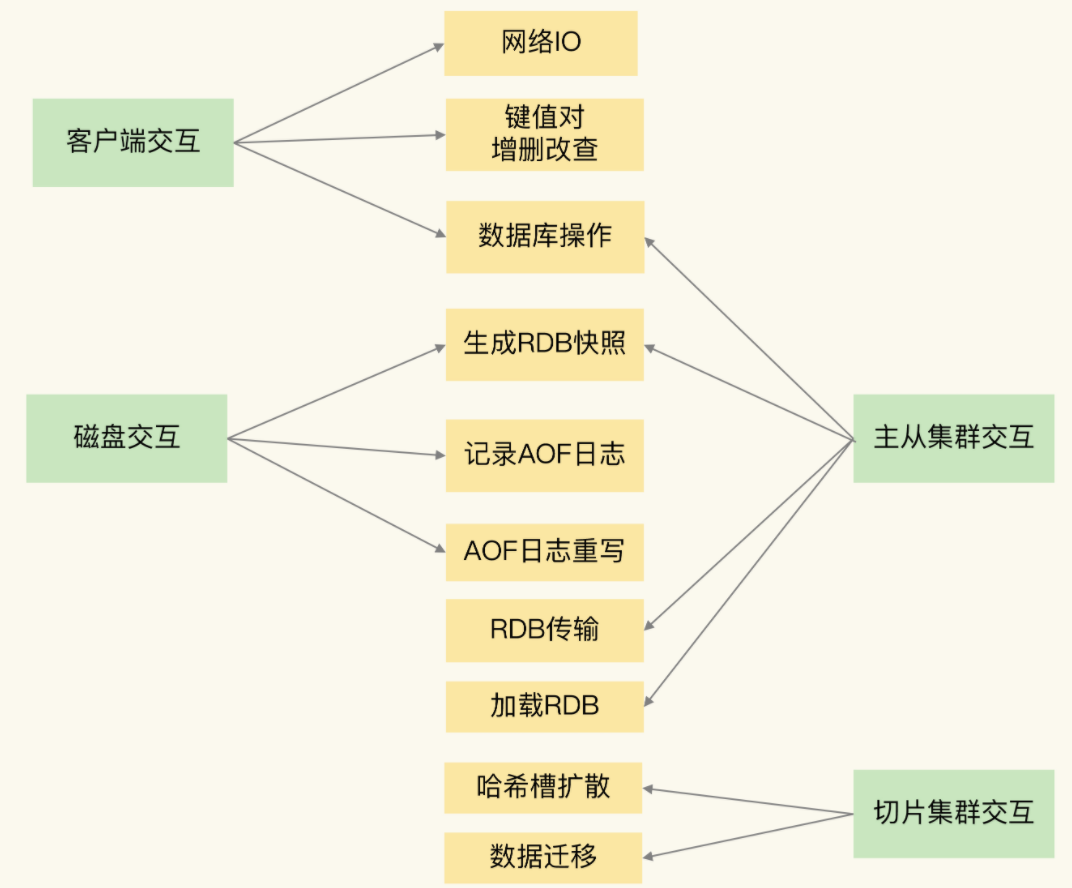 网络IO
客户端交互
键值对
增删改查
数据库操作
生成RDB快照
磁盘交互
记录AOF日志
主从集群交互
AOF日志重写
RDB传输
加载RDB
哈希槽扩散
切片集群交互
数据迁移